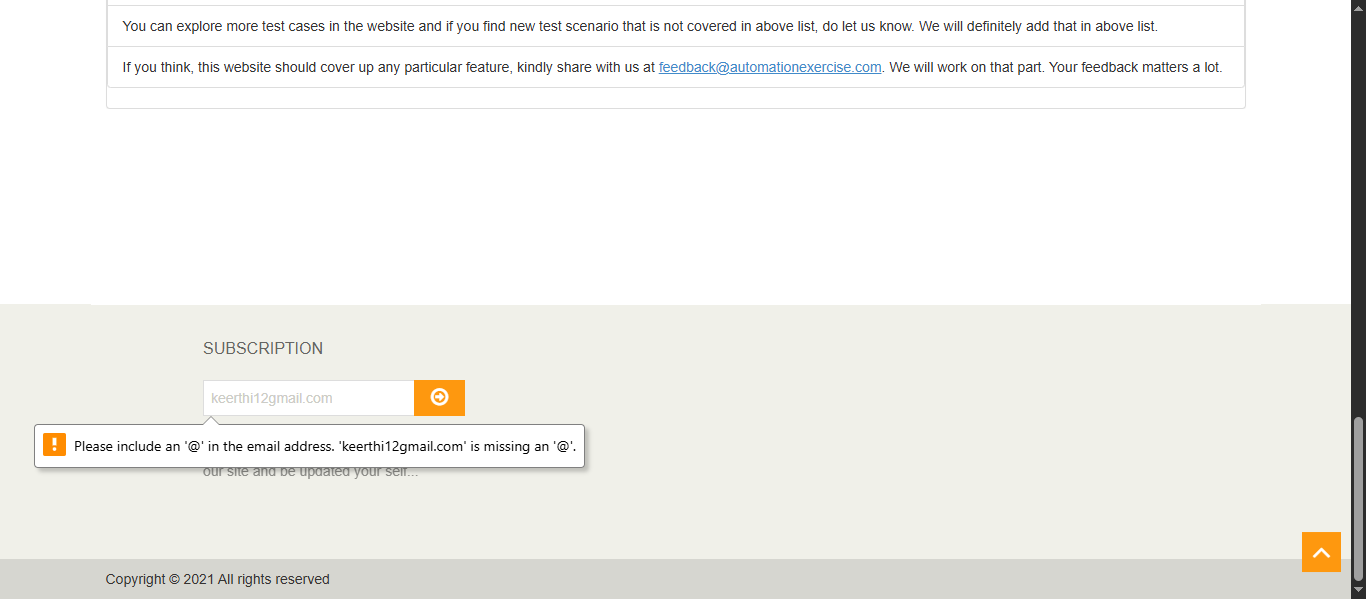 You can explore more test cases in the website and if you find new test scenario that is not covered in above list, do let us know. We will definitely add that in above list.
If you think, this website should cover up any particular feature, kindly share with us at feedback@automationexercise.com. We will work on that part. Your feedback matters a lot.
SUBSCRIPTION
keerthi12gmail.com
Please include an '@' in the email address. 'keerthi12gmail.com' is missing an '@'.
our site and be updated your self...
Copyright © 2021 All rights reserved